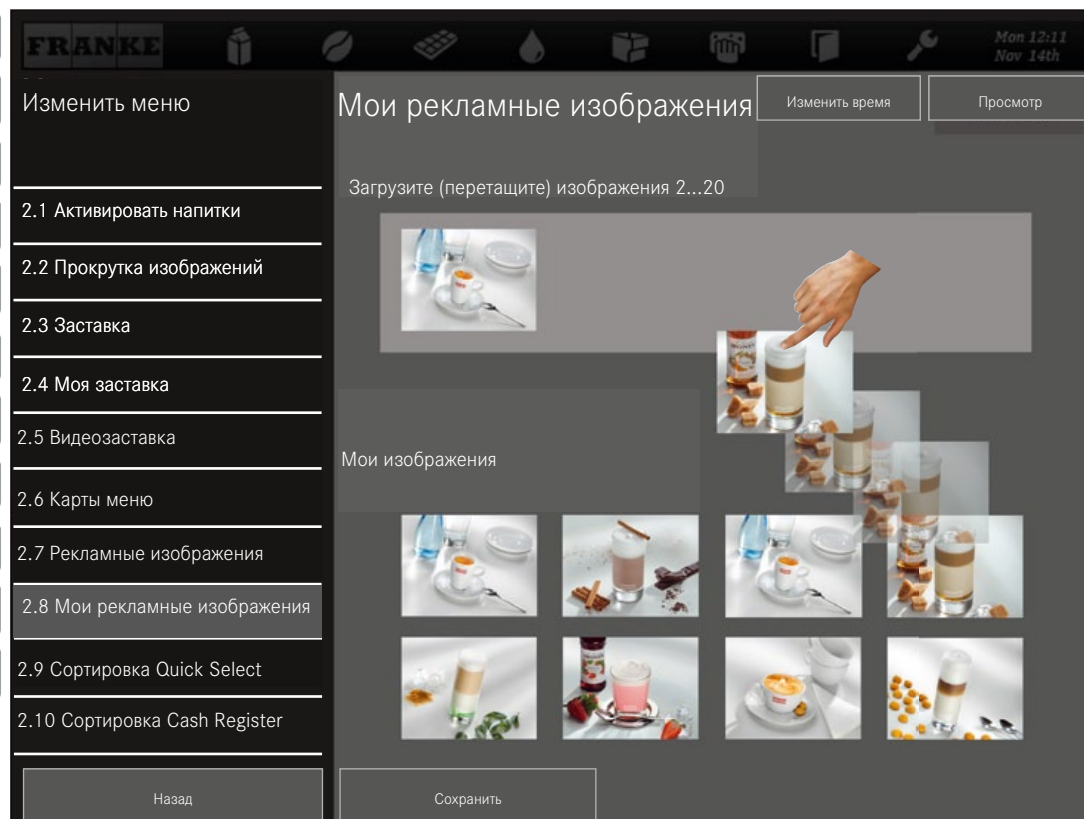 FRANKE
Mon 12:11
Nov 14th
Изменить меню
2.1 Активировать напитки
2.2 Прокрутка изображений
2.3 Заставка
2.4 Моя заставка
2.5 Видеозаставка
2.6 Карты меню
2.7 Рекламные изображения
2.8 Мои рекламные изображения
2.9 Сортировка Quick Select
2.10 Сортировка Cash Register
Назад
Мои рекламные изображения
Изменить время
Просмотр
Загрузите (перетащите) изображения 2...20
Мои изображения
Сохранить